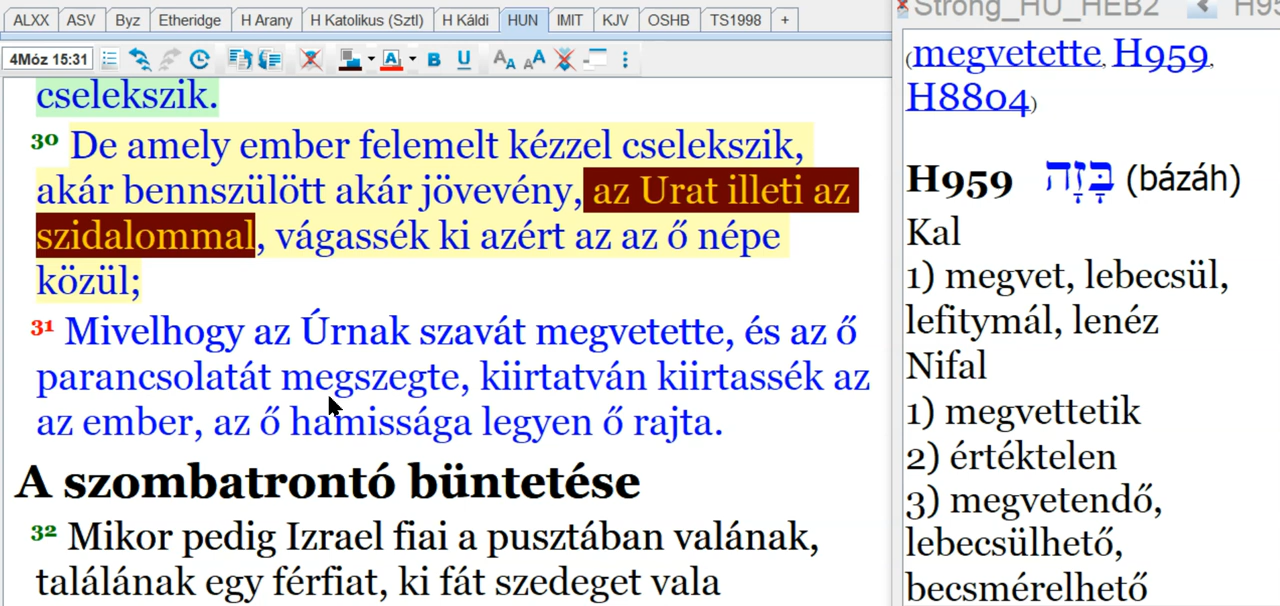 ALXX ASV Byz Etheridge H Arany H Katolikus (Sztl) H Káldi HUN IMIT KJV OSHB TS1998 +
4Móz 15:31
cselekszik.
30 De amely ember felemelt kézzel cselekszik,
akár bennszülött akár jövevény, az Urat illeti az
szidalommal, vágassék ki azért az az ő népe
közül;
31 Mivelhogy az Úrnak szavát megvetette, és az ő
parancsolatát megszegte, kiirtatván kiirtassék az
az ember, az ő hamissága legyen ő rajta.
A szombatrontó büntetése
32 Mikor pedig Izrael fiai a pusztában valának,
találának egy férfiat, ki fát szedeget vala
Strong_HU_HEB2
(megvetette, H959,
H8804)
H959 בָּזָה (bázáh)
Kal
1) megvet, lebecsül,
lefitymál, lenéz
Nifal
1) megvettetik
2) értéktelen
3) megvetendő,
lebecsülhető,
becsmérelhető